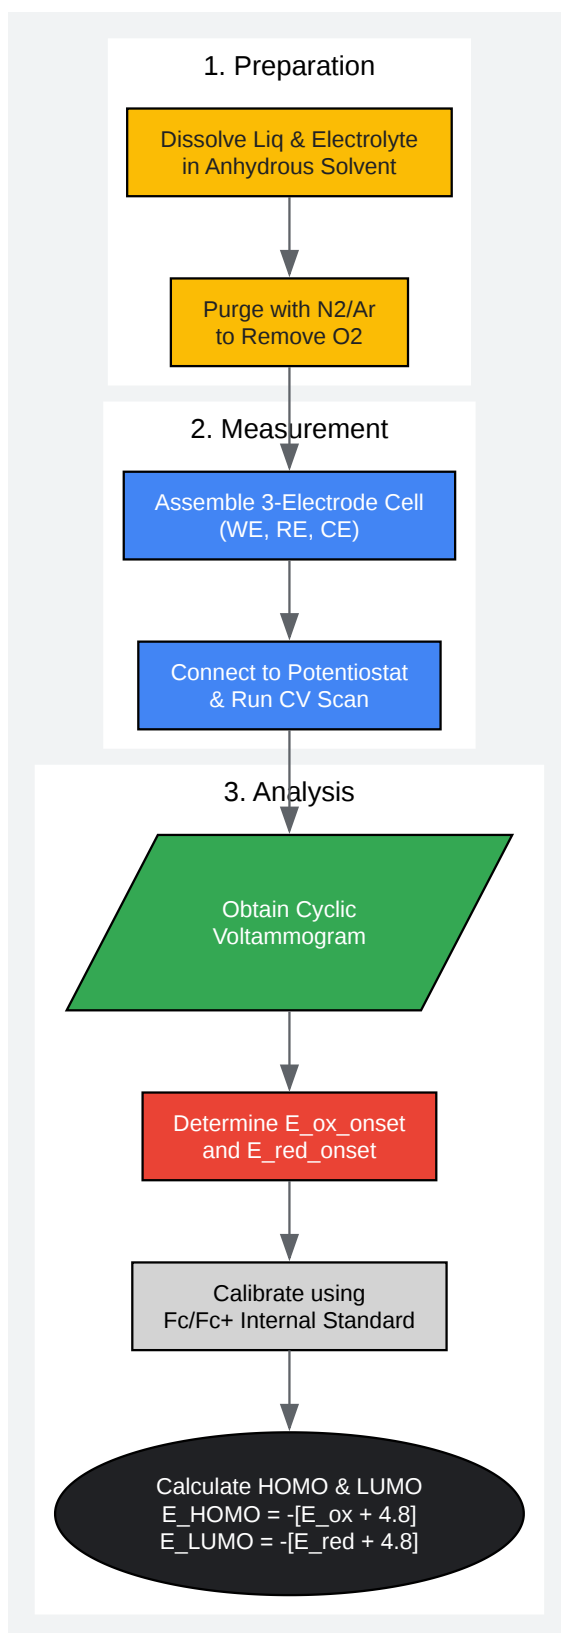 1. Preparation
Dissolve Liq & Electrolyte
in Anhydrous Solvent
Purge with N2/Ar
to Remove O2
2. Measurement
Assemble 3-Electrode Cell
(WE, RE, CE)
Connect to Potentiostat
& Run CV Scan
3. Analysis
Obtain Cyclic
Voltammogram
Determine E_ox_onset
and E_red_onset
Calibrate using
Fc/Fc+ Internal Standard
Calculate HOMO & LUMO
E_HOMO = -[E_ox + 4.8]
E_LUMO = -[E_red + 4.8]